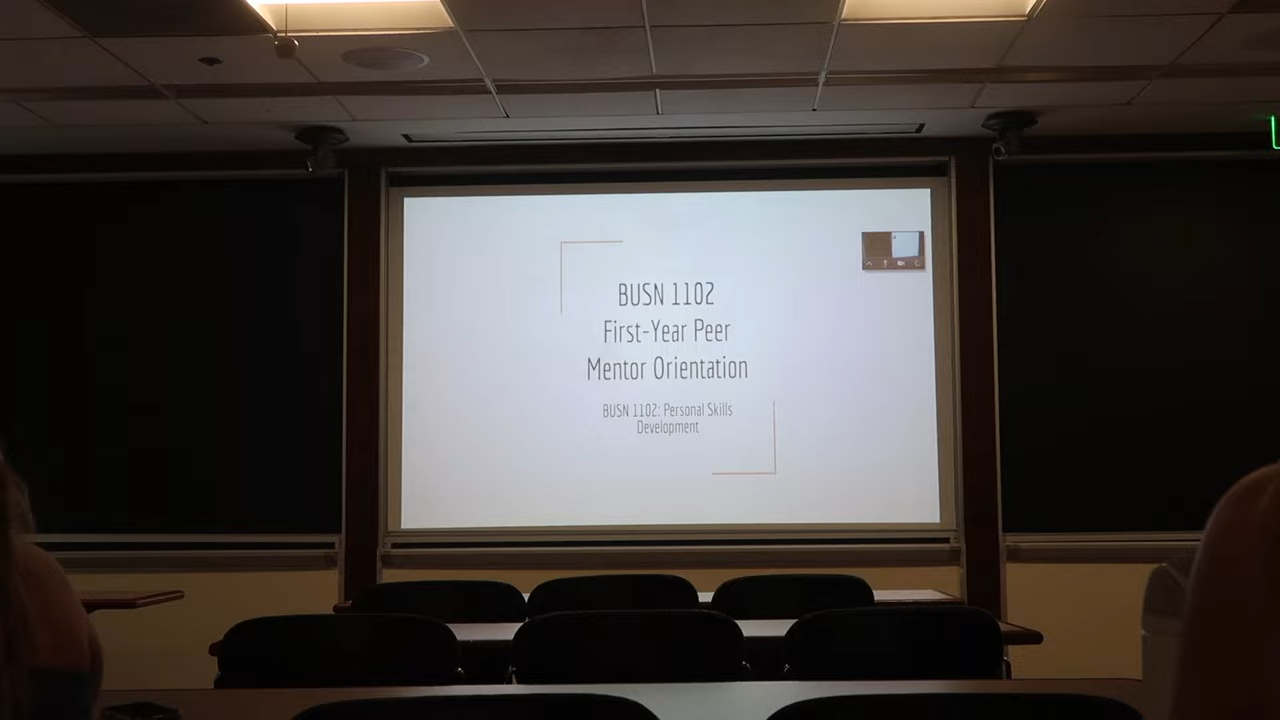 BUSN 1102
First-Year Peer
Mentor Orientation
BUSN 1102: Personal Skills
Development